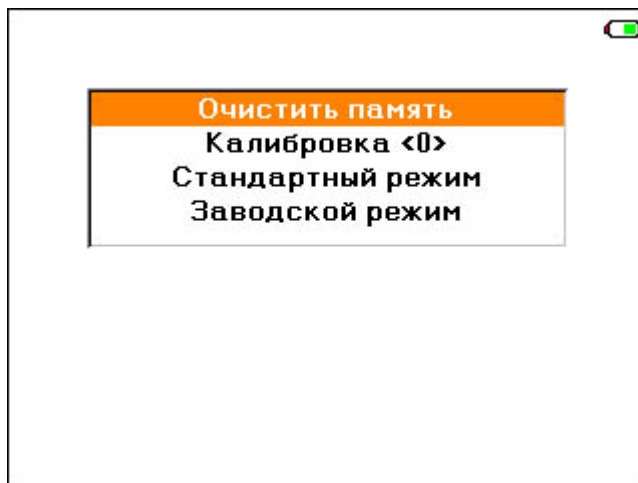 Очистить память
Калибровка <0>
Стандартный режим
Заводской режим